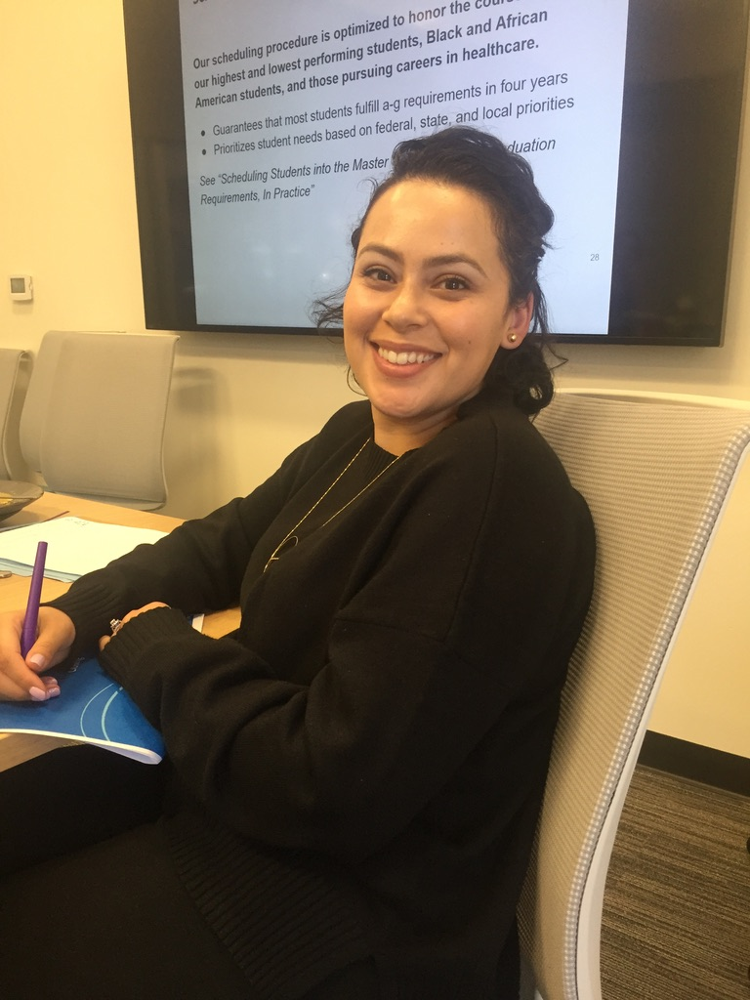 Our scheduling procedure is optimized to honor the
our highest and lowest performing students, Black and African
American students, and those pursuing careers in healthcare.
● Guarantees that most students fulfill a-g requirements in four years
● Prioritizes student needs based on federal, state, and local priorities
See “Scheduling Students into the Master
Requirements, In Practice”
28